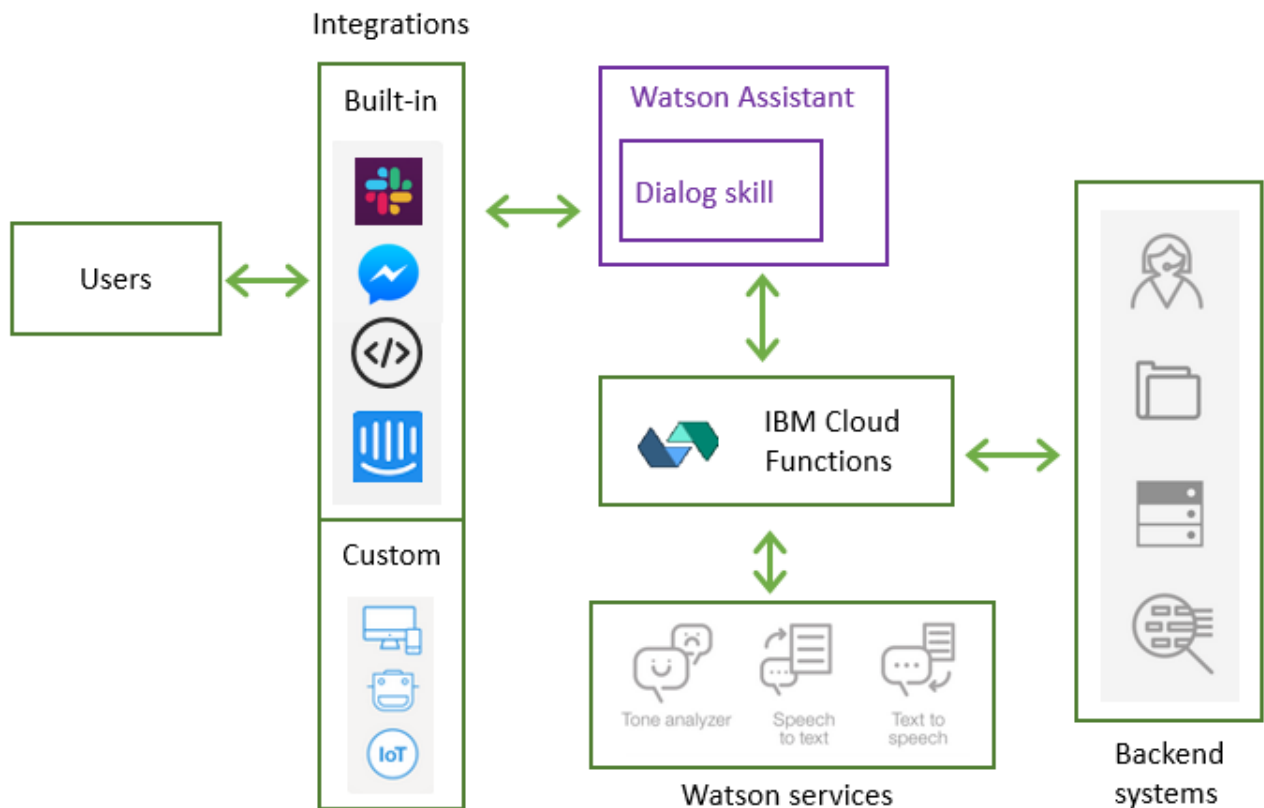 Integrations
Built-in
</>
Custom
IoT
Users
Watson Assistant
Dialog skill
IBM Cloud
Functions
Tone analyzer
Speech
to text
Text to
speech
Watson services
Backend
systems